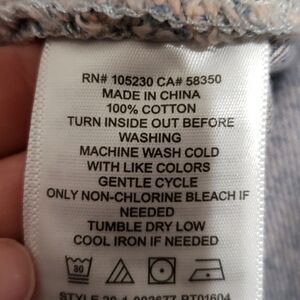 RN# 105230 CA# 58350
MADE IN CHINA
100% COTTON
TURN INSIDE OUT BEFORE
WASHING
MACHINE WASH COLD
WITH LIKE COLORS
GENTLE CYCLE
ONLY NON-CHLORINE BLEACH IF
NEEDED
TUMBLE DRY LOW
COOL IRON IF NEEDED
30
STYLE